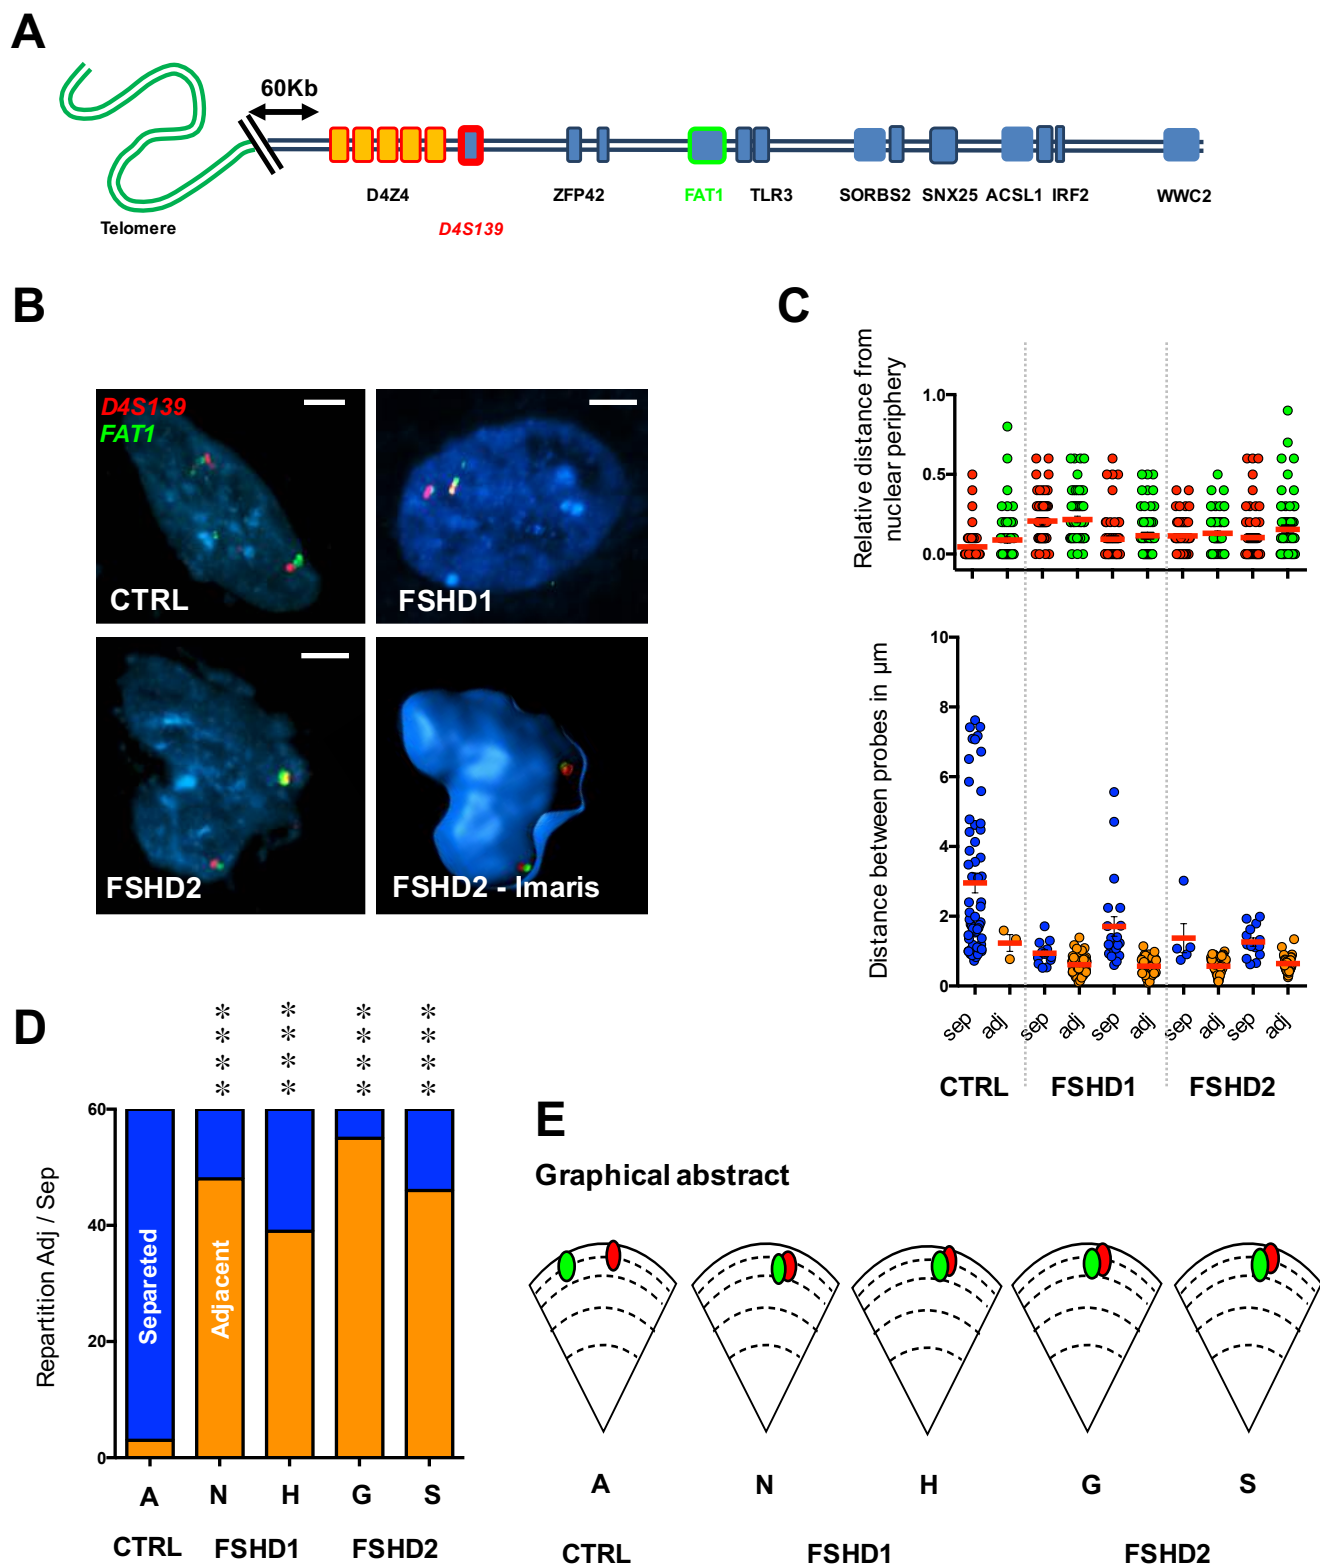 A
60Kb
D4Z4
ZFP42
FAT1
TLR3
SORBS2
SNX25
ACSL1
IRF2
WWC2
Telomere
D4S139
B
D4S139
FAT1
CTRL
FSHD1
FSHD2
FSHD2 - Imaris
C
Relative distance from
nuclear periphery
1.0
0.5
0.0
Distance between probes in µm
10
8
6
4
2
0
sep
adj
sep
adj
sep
adj
sep
adj
sep
adj
CTRL
FSHD1
FSHD2
D
****
****
****
****
Repartition Adj / Sep
60
40
20
0
Separeted
Adjacent
A
N
H
G
S
CTRL
FSHD1
FSHD2
E
Graphical abstract
A
N
H
G
S
CTRL
FSHD1
FSHD2